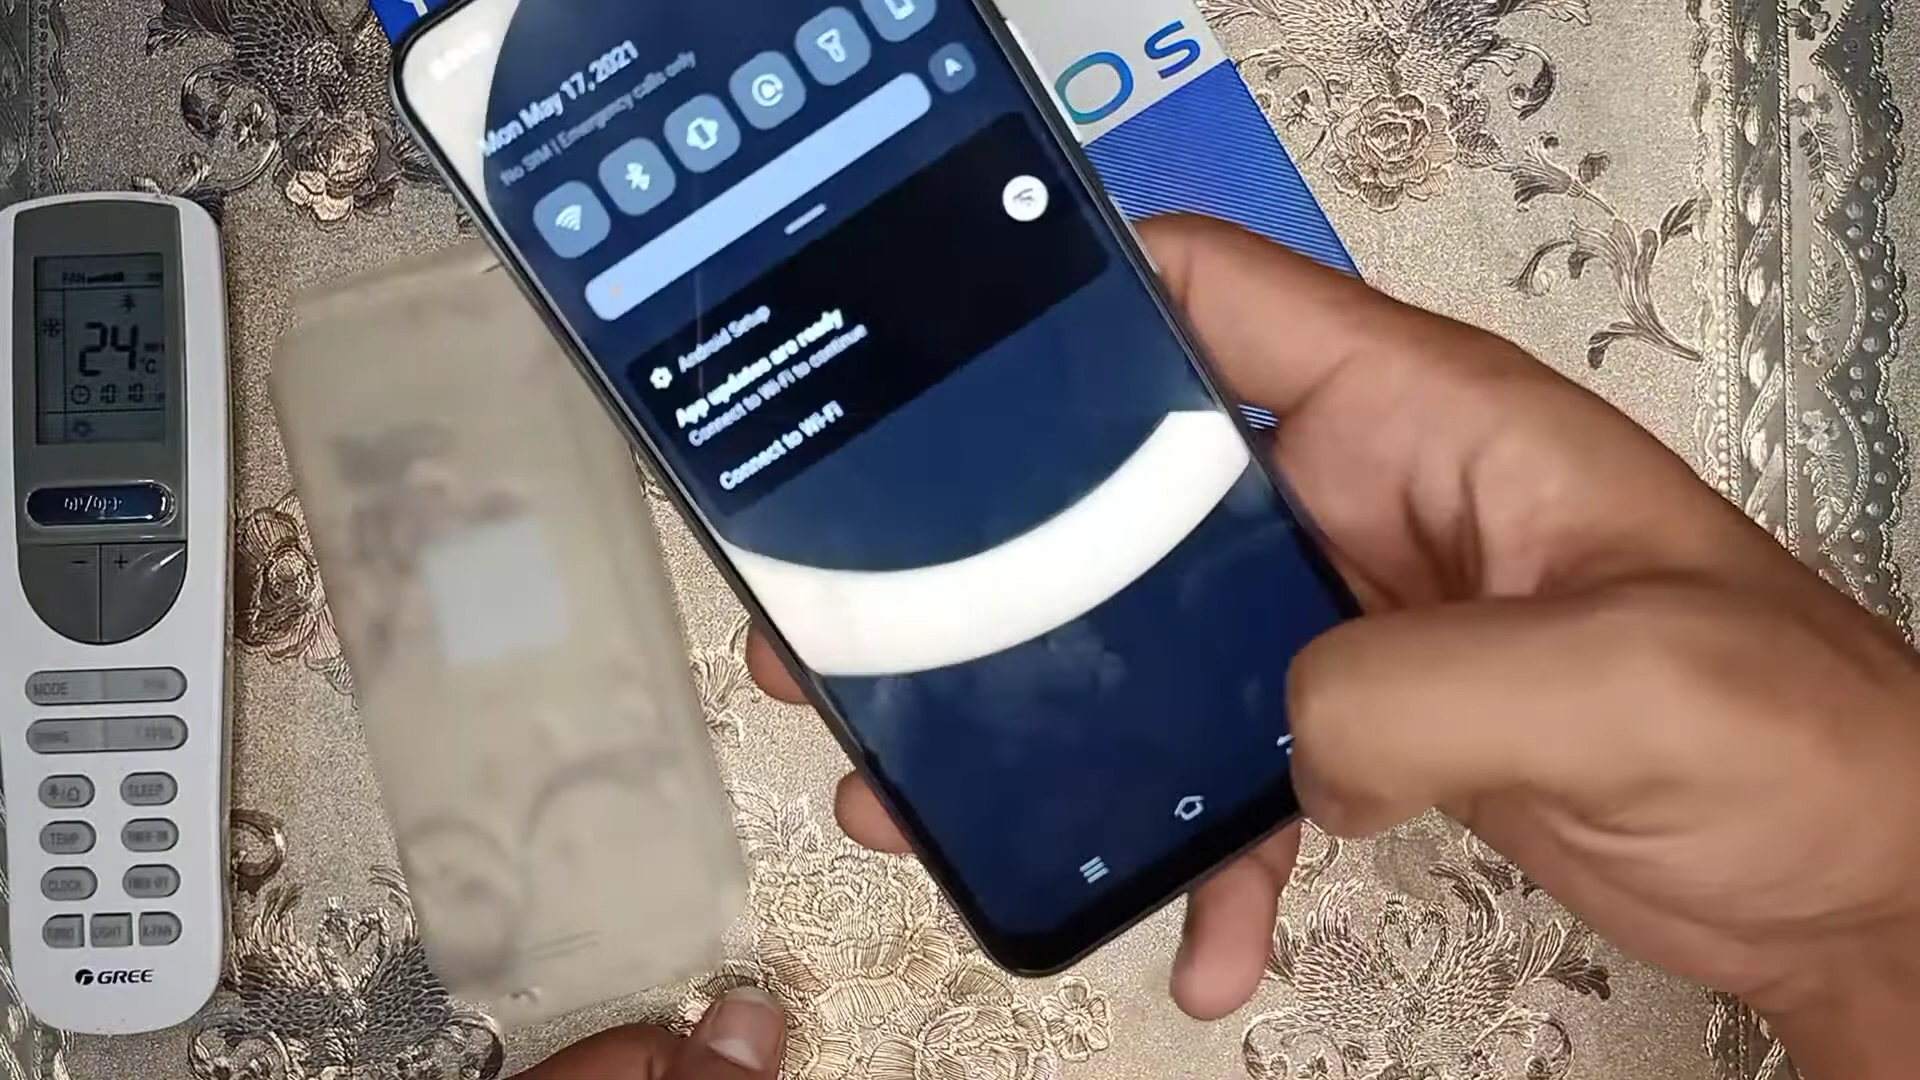 Os
Mon May 17, 2021
No SIM | Emergency calls only
A
Android Setup
App updates are ready
Connect to Wi-Fi to continue
Connect to Wi-Fi
FAN
24 °C
10:10
ON/OFF
- +
MODE
SLEEP
TEMP
CLOCK
TURBO LIGHT X-FAN
GREE